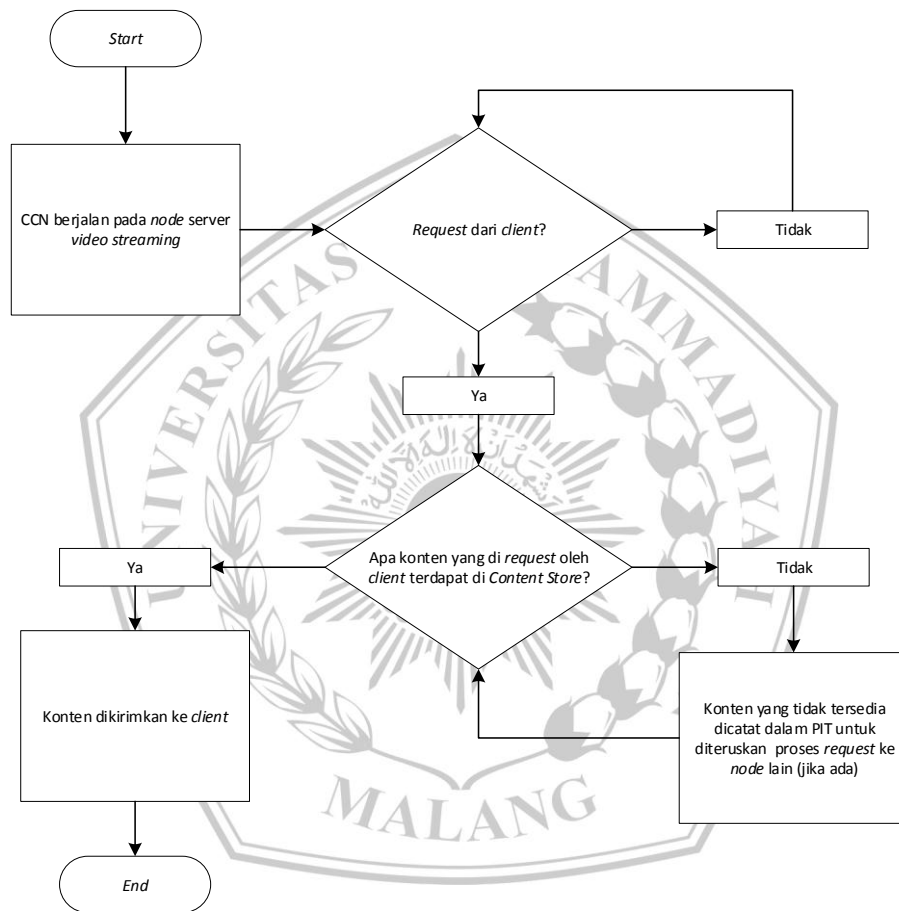 Start
CCN berjalan pada node server
video streaming
Request dari client?
Tidak
Ya
Apa konten yang di request oleh
client terdapat di Content Store?
Ya
Tidak
Konten dikirimkan ke client
Konten yang tidak tersedia
dicatat dalam PIT untuk
diteruskan proses request ke
node lain (jika ada)
End
UNIVERSITAS
MALANG